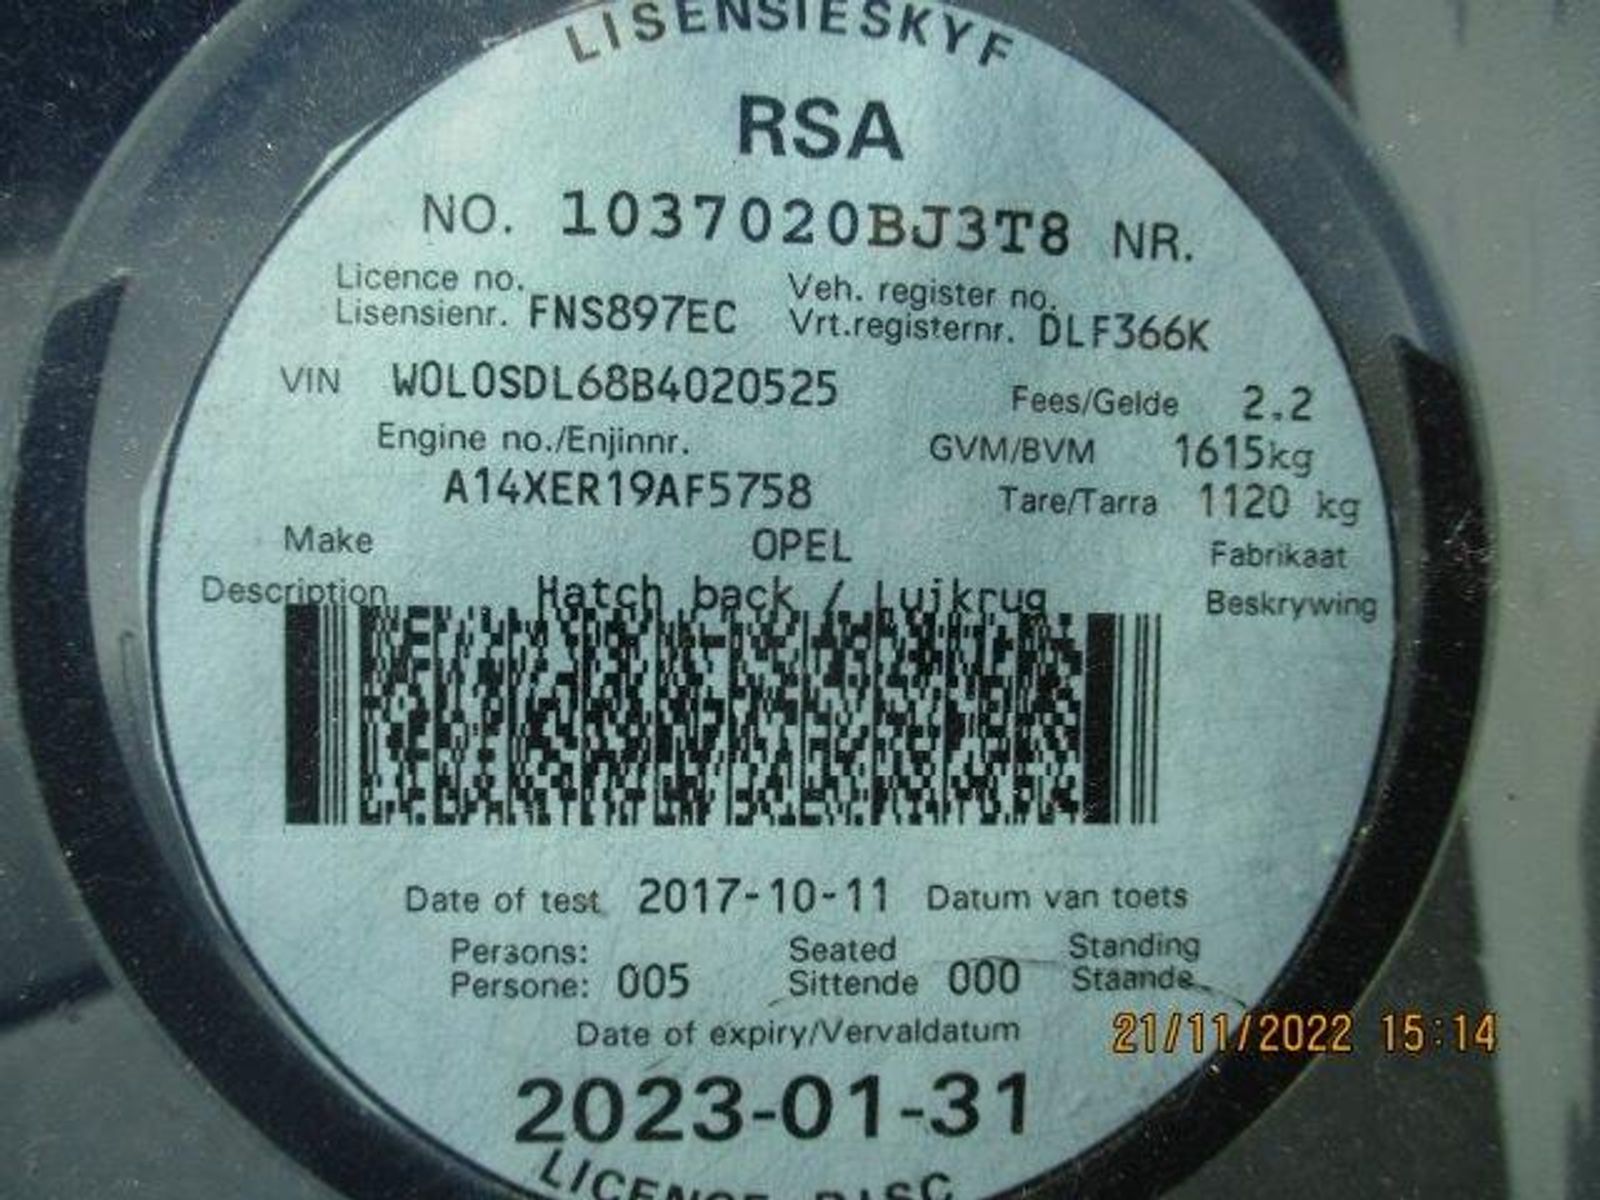 LISENSIESKYF
RSA
NO. 1037020BJ3T8 NR.
Licence no. Veh. register no.
Lisensienr. FNS897EC Vrt.registernr. DLF366K
VIN W0L0SDL68B4020525 Fees/Gelde 2.2
Engine no./Enjinnr. GVM/BVM 1615kg
A14XER19AF5758 Tare/Tarra 1120 kg
Make OPEL Fabrikaat
Description Hatch back / Luikrug Beskrywing
Date of test 2017-10-11 Datum van toets
Persons: Seated Standing
Persone: 005 Sittende 000 Staande
Date of expiry/Vervaldatum
21/11/2022 15:14
2023-01-31
LICENCE DISC